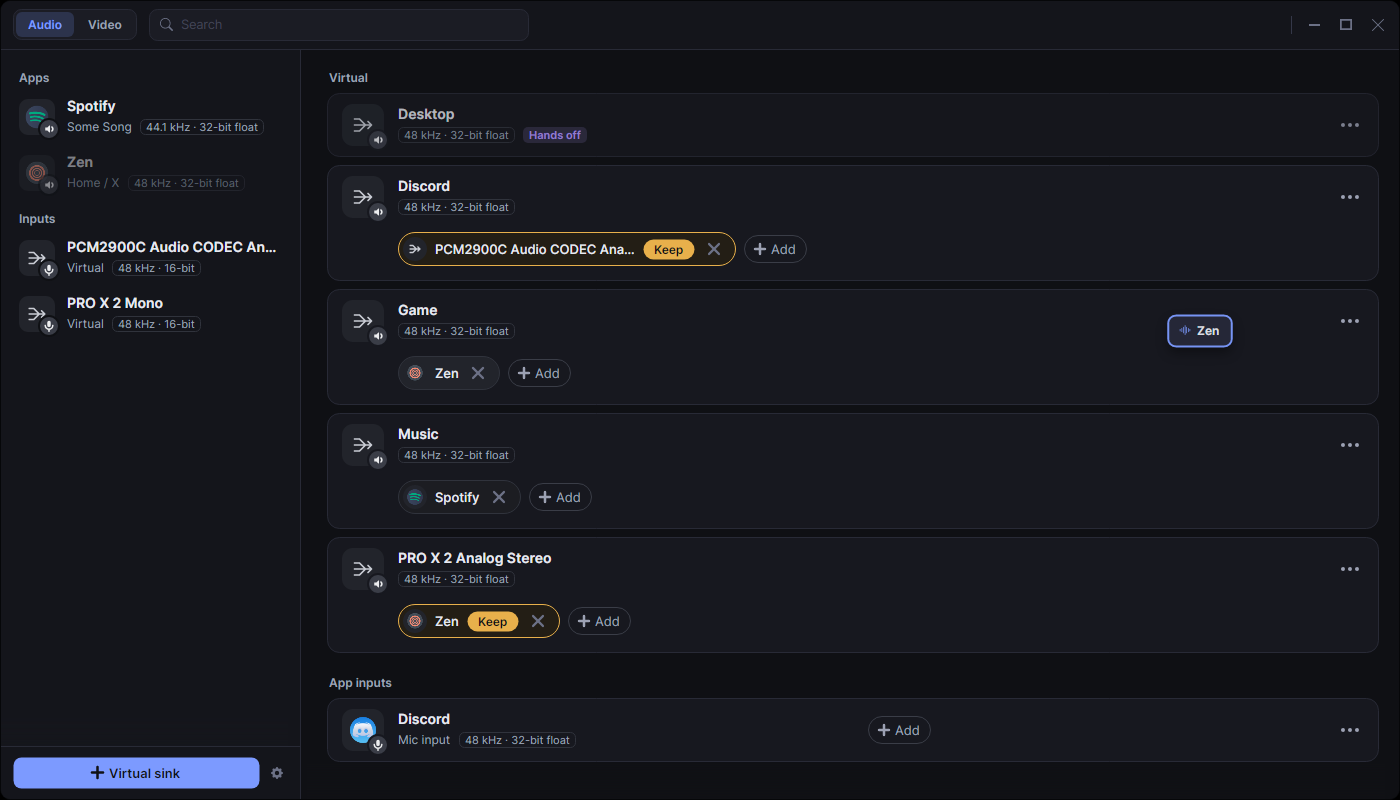 Audio Video Search
Apps
Spotify
Some Song 44.1 kHz · 32-bit float
Zen
Home / X 48 kHz · 32-bit float
Inputs
PCM2900C Audio CODEC An...
Virtual 48 kHz · 16-bit
PRO X 2 Mono
Virtual 48 kHz · 16-bit
Virtual sink
Virtual
Desktop
48 kHz · 32-bit float Hands off
Discord
48 kHz · 32-bit float
PCM2900C Audio CODEC Ana... Keep Add
Game
48 kHz · 32-bit float
Zen
Zen Add
Music
48 kHz · 32-bit float
Spotify Add
PRO X 2 Analog Stereo
48 kHz · 32-bit float
Zen Keep Add
App inputs
Discord
Mic input 48 kHz · 32-bit float
Add